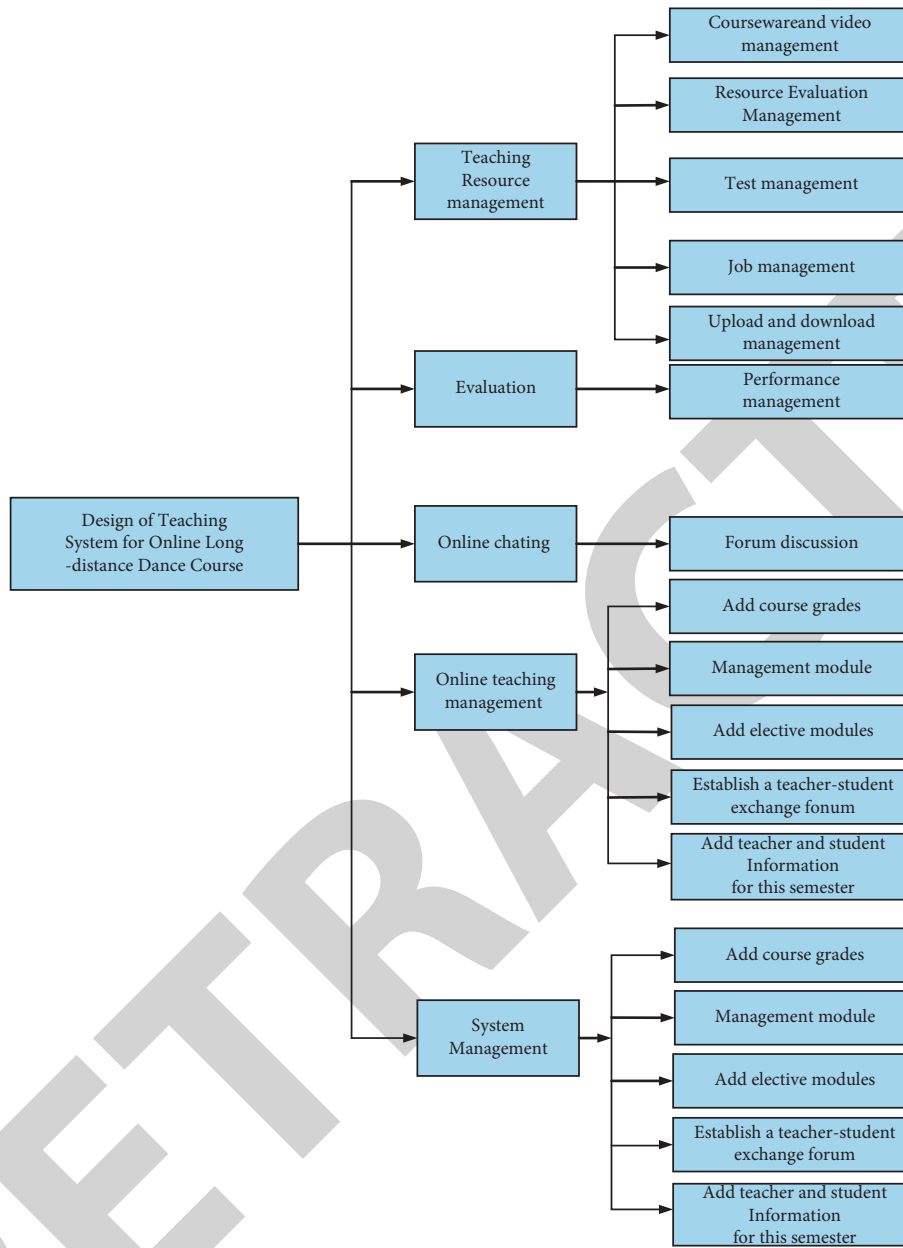 Coursewareand video
management
Resource Evaluation
Management
Teaching
Resource
management
Test management
Job management
Upload and download
management
Evaluation
Performance
management
Design of Teaching
System for Online Long
-distance Dance Course
Online chating
Forum discussion
Add course grades
Online teaching
management
Management module
Add elective modules
Establish a teacher-student
exchange fonum
Add teacher and student
Information
for this semester
System
Management
Add course grades
Management module
Add elective modules
Establish a teacher-student
exchange forum
Add teacher and student
Information
for this semester